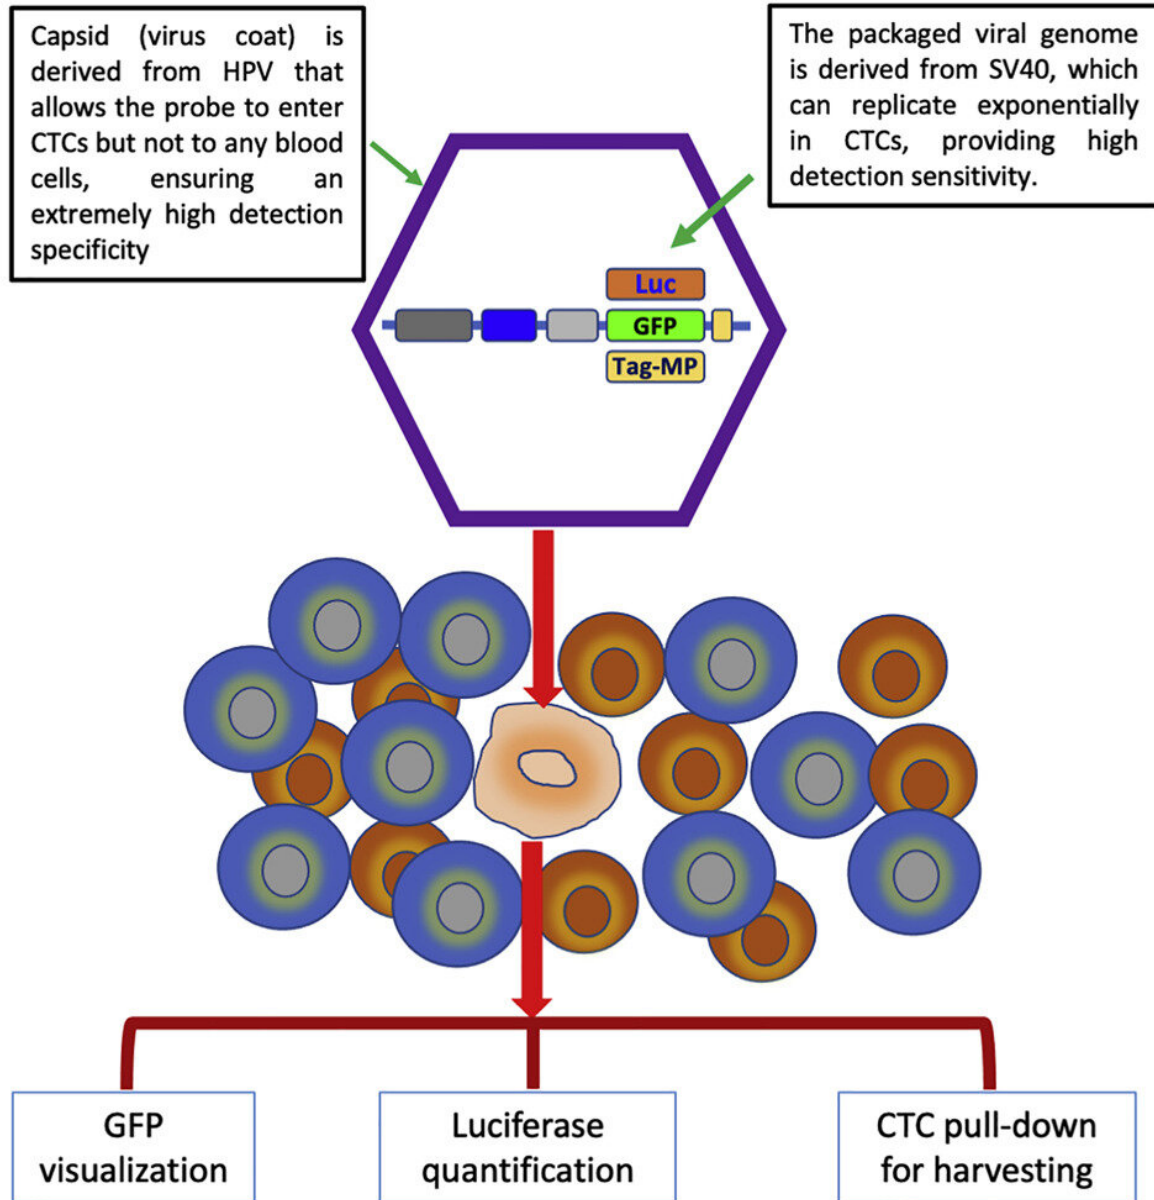 Capsid (virus coat) is
derived from HPV that
allows the probe to enter
CTCs but not to any blood
cells, ensuring an
extremely high detection
specificity
The packaged viral genome
is derived from SV40, which
can replicate exponentially
in CTCs, providing high
detection sensitivity.
Luc
GFP
Tag-MP
GFP
visualization
Luciferase
quantification
CTC pull-down
for harvesting